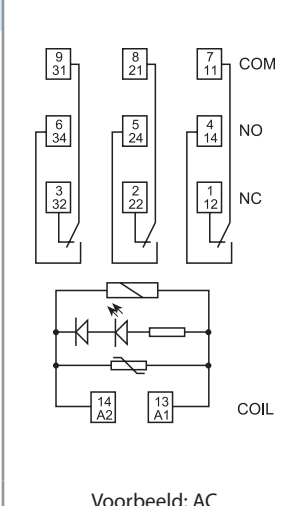 9 8 7
31 21 11 COM
6 5 4
34 24 14 NO
3 2 1
32 22 12 NC
14 13
A2 A1 COIL
Voorbeeld: AC